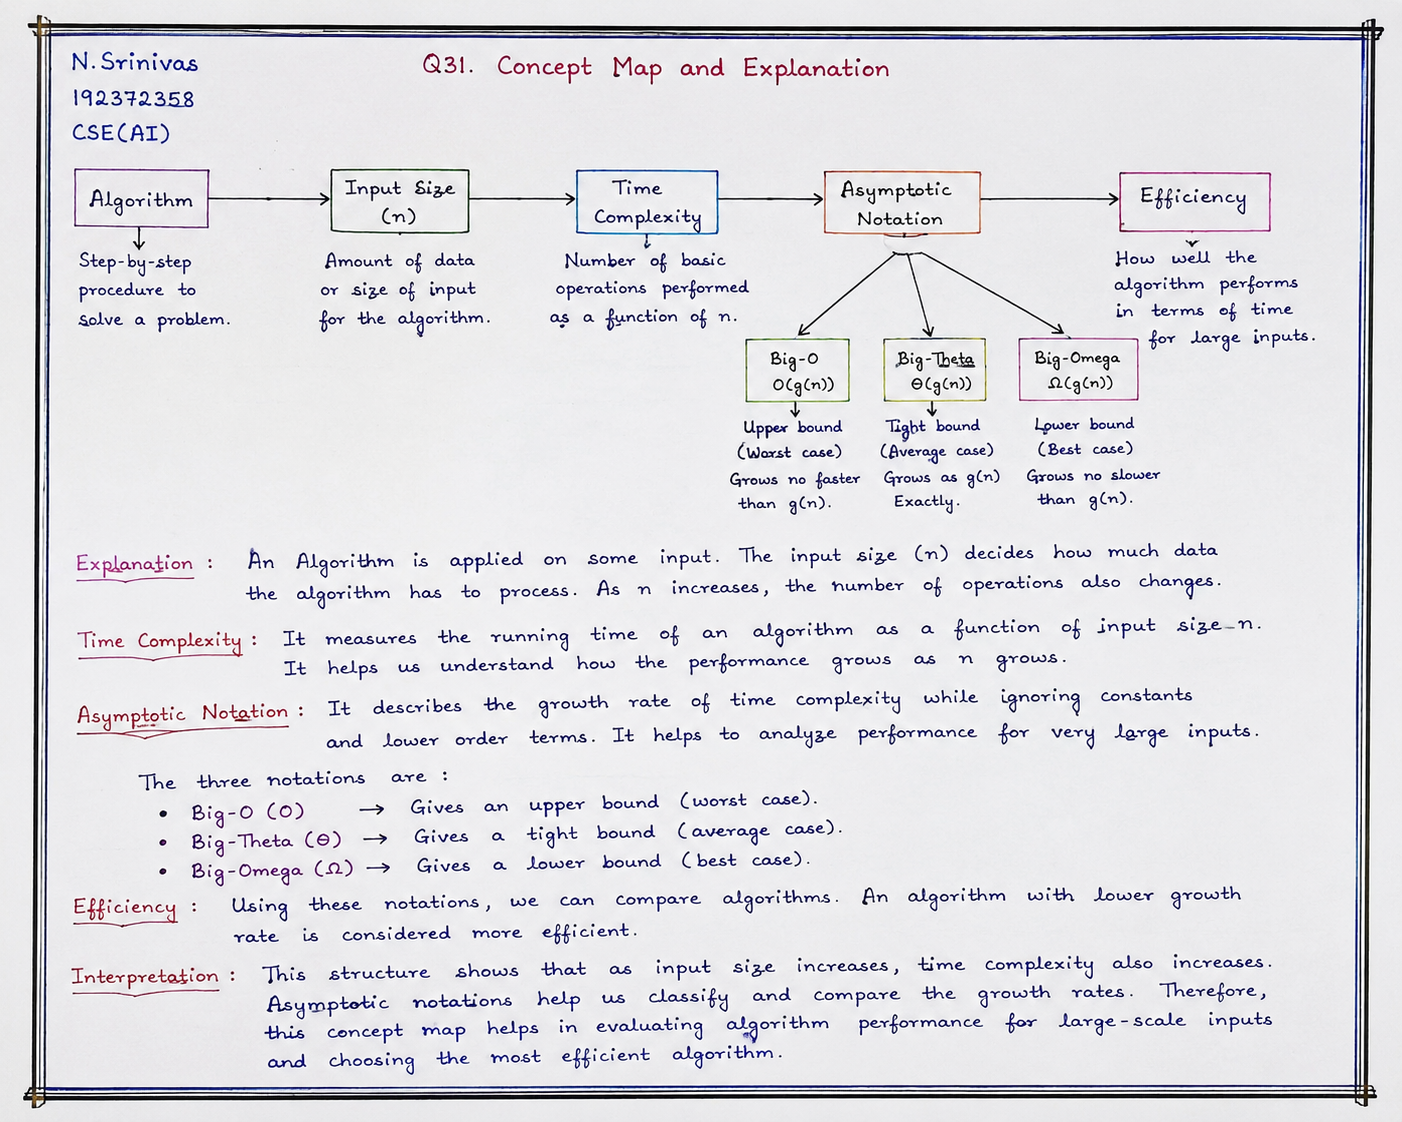 N. Srinivas
192372358
CSE(AI)
Q31. Concept Map and Explanation
Algorithm
Step-by-step
procedure to
solve a problem.
Input Size
(n)
Amount of data
or size of input
for the algorithm.
Time
Complexity
Number of basic
operations performed
as a function of n.
Asymptotic
Notation
Efficiency
How well the
algorithm performs
in terms of time
for large inputs.
Big-O
O(g(n))
Upper bound
(Worst case)
Grows no faster
than g(n).
Big-Theta
Θ(g(n))
Tight bound
(Average case)
Grows as g(n)
Exactly.
Big-Omega
Ω(g(n))
Lower bound
(Best case)
Grows no slower
than g(n).
Explanation : An Algorithm is applied on some input. The input size (n) decides how much data
the algorithm has to process. As n increases, the number of operations also changes.
Time Complexity : It measures the running time of an algorithm as a function of input size n.
It helps us understand how the performance grows as n grows.
Asymptotic Notation : It describes the growth rate of time complexity while ignoring constants
and lower order terms. It helps to analyze performance for very large inputs.
The three notations are :
• Big-O (O) → Gives an upper bound (worst case).
• Big-Theta (Θ) → Gives a tight bound (average case).
• Big-Omega (Ω) → Gives a lower bound (best case).
Efficiency : Using these notations, we can compare algorithms. An algorithm with lower growth
rate is considered more efficient.
Interpretation : This structure shows that as input size increases, time complexity also increases.
Asymptotic notations help us classify and compare the growth rates. Therefore,
this concept map helps in evaluating algorithm performance for large-scale inputs
and choosing the most efficient algorithm.